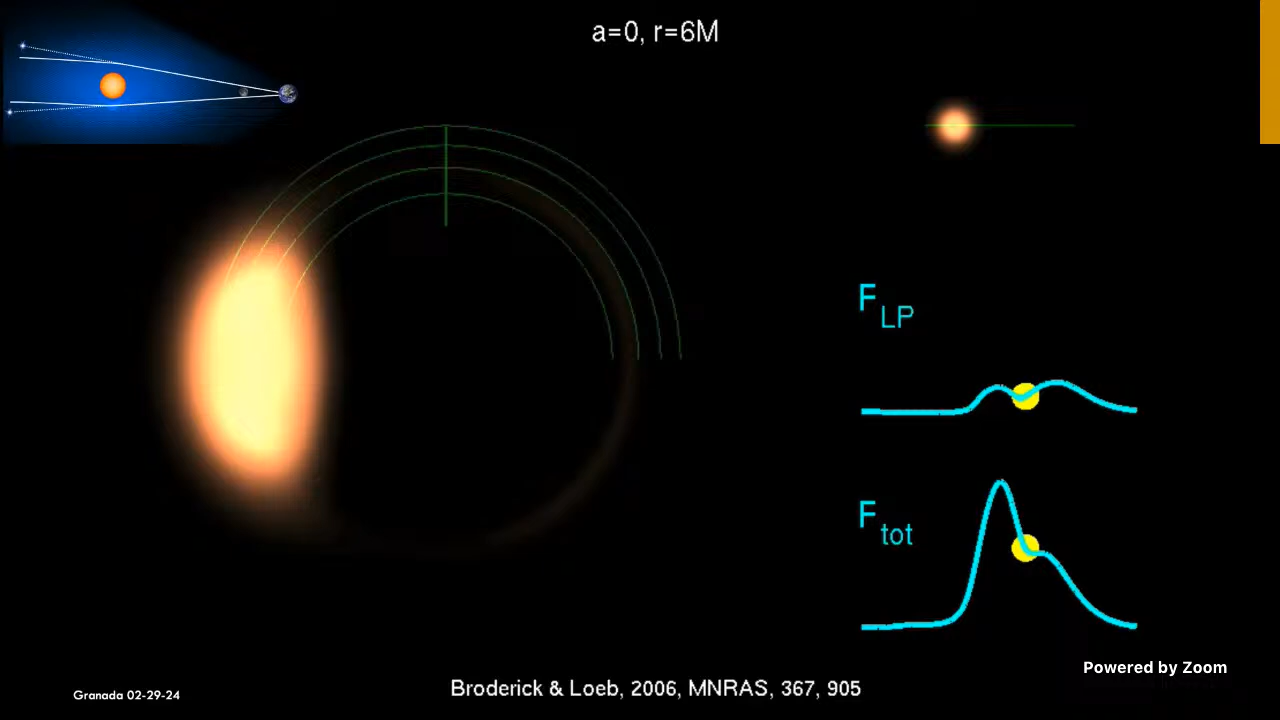 a=0, r=6M
F LP
F tot
Powered by Zoom
Broderick & Loeb, 2006, MNRAS, 367, 905
Granada 02-29-24